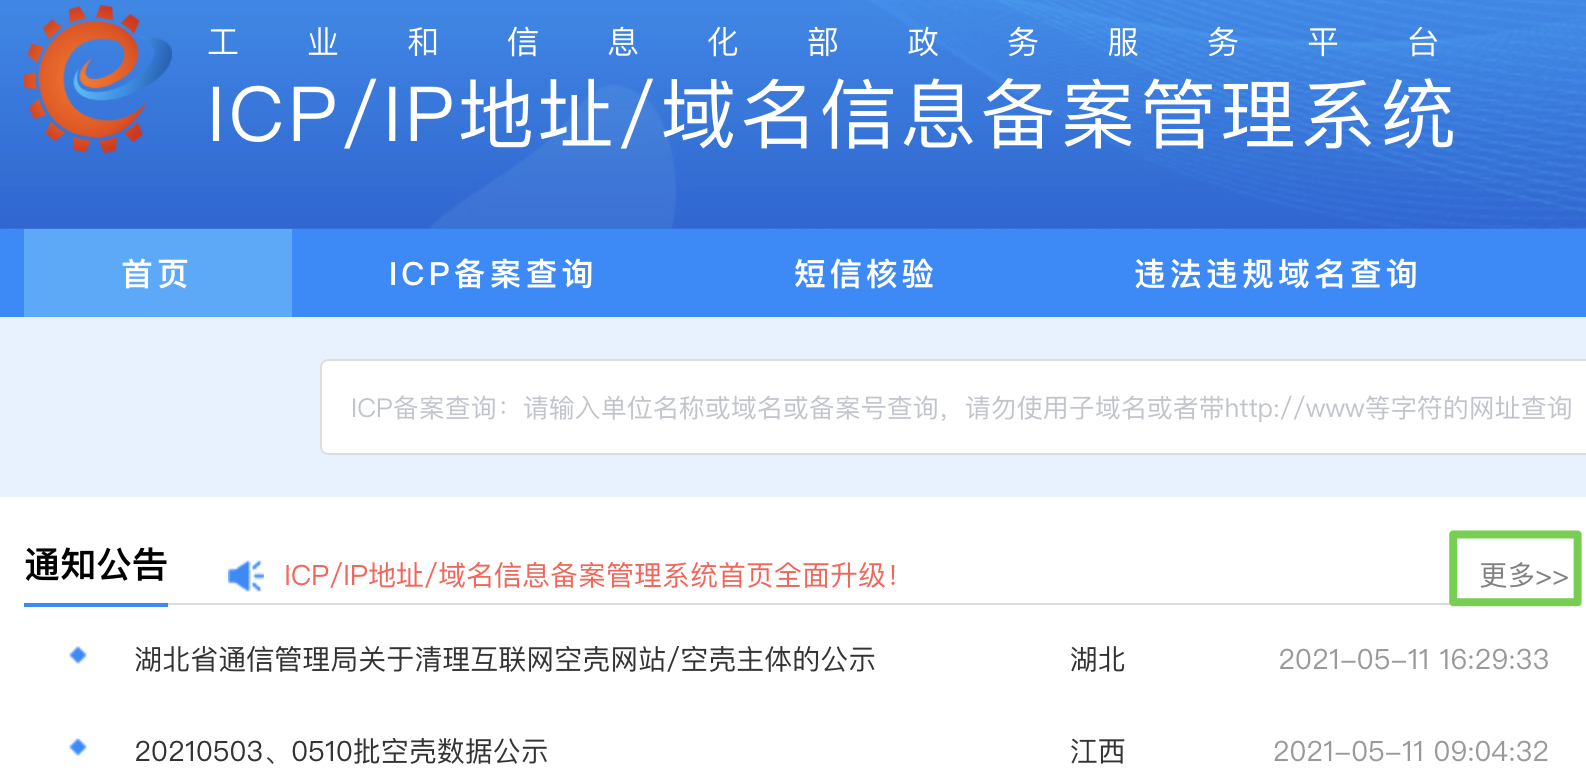 工业和信息化部政务服务平台
ICP/IP地址/域名信息备案管理系统
首页 ICP备案查询 短信核验 违法违规域名查询
ICP备案查询：请输入单位名称或域名或备案号查询，请勿使用子域名或者带http://www等字符的网址查询
通知公告 ICP/IP地址/域名信息备案管理系统首页全面升级！ 更多>>
湖北省通信管理局关于清理互联网空壳网站/空壳主体的公示 湖北 2021-05-11 16:29:33
20210503、0510批空壳数据公示 江西 2021-05-11 09:04:32